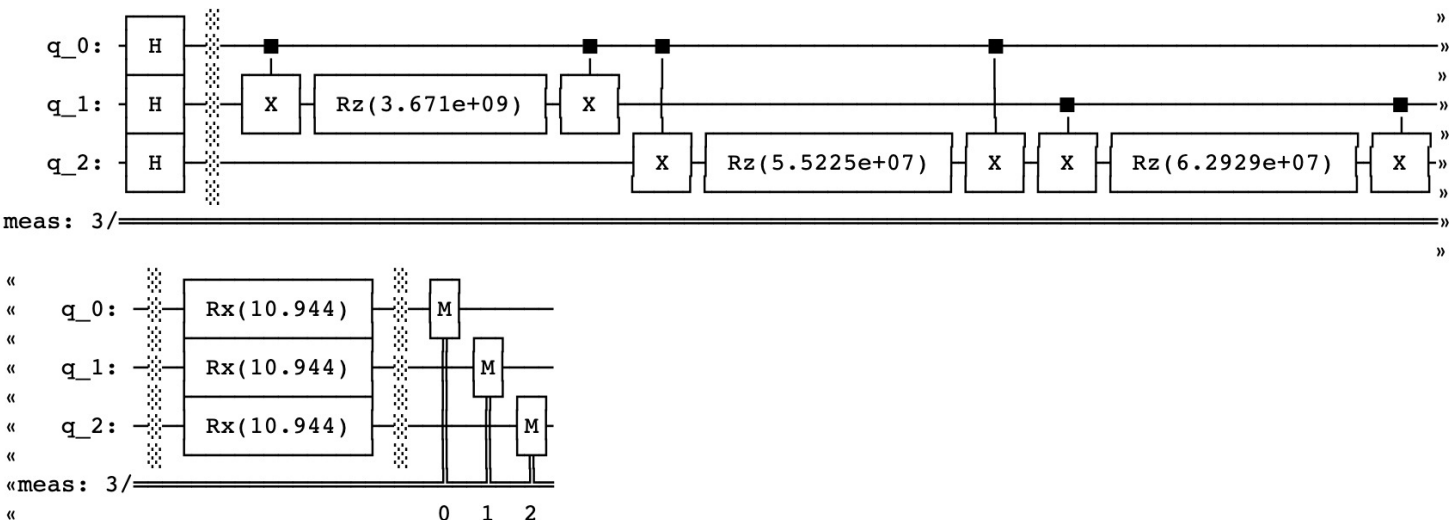 »
q_0: H »
»
q_1: H X Rz(3.671e+09) X »
»
q_2: H X Rz(5.5225e+07) X X Rz(6.2929e+07) X »
»
meas: 3/ »
»
«
« q_0: Rx(10.944) M
«
« q_1: Rx(10.944) M
«
« q_2: Rx(10.944) M
«
«meas: 3/
« 0 1 2